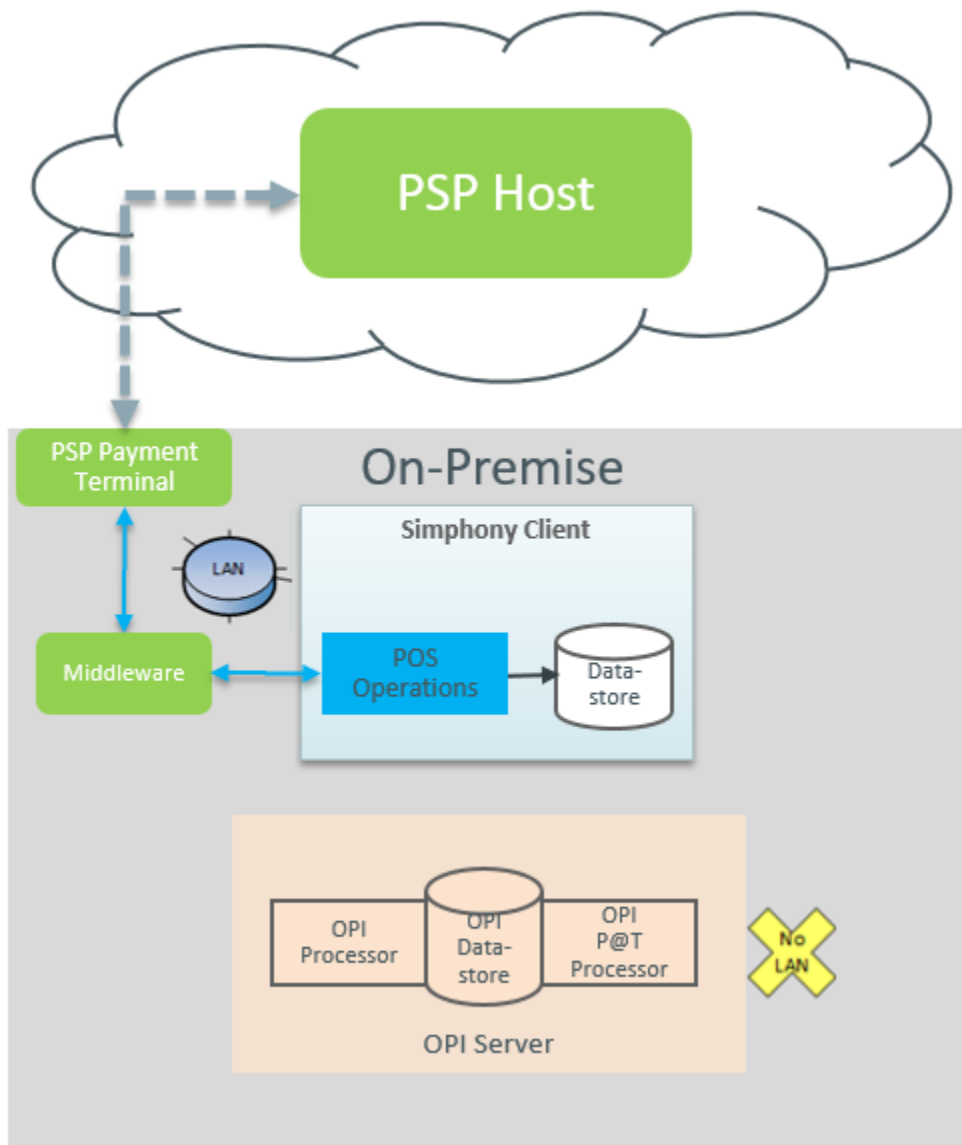 PSP Host
PSP Payment
Terminal
On-Premise
Simphony Client
LAN
Middleware
POS
Operations
Data-
store
OPI
Processor
OPI
Data-
store
OPI
P@T
Processor
No
LAN
OPI Server